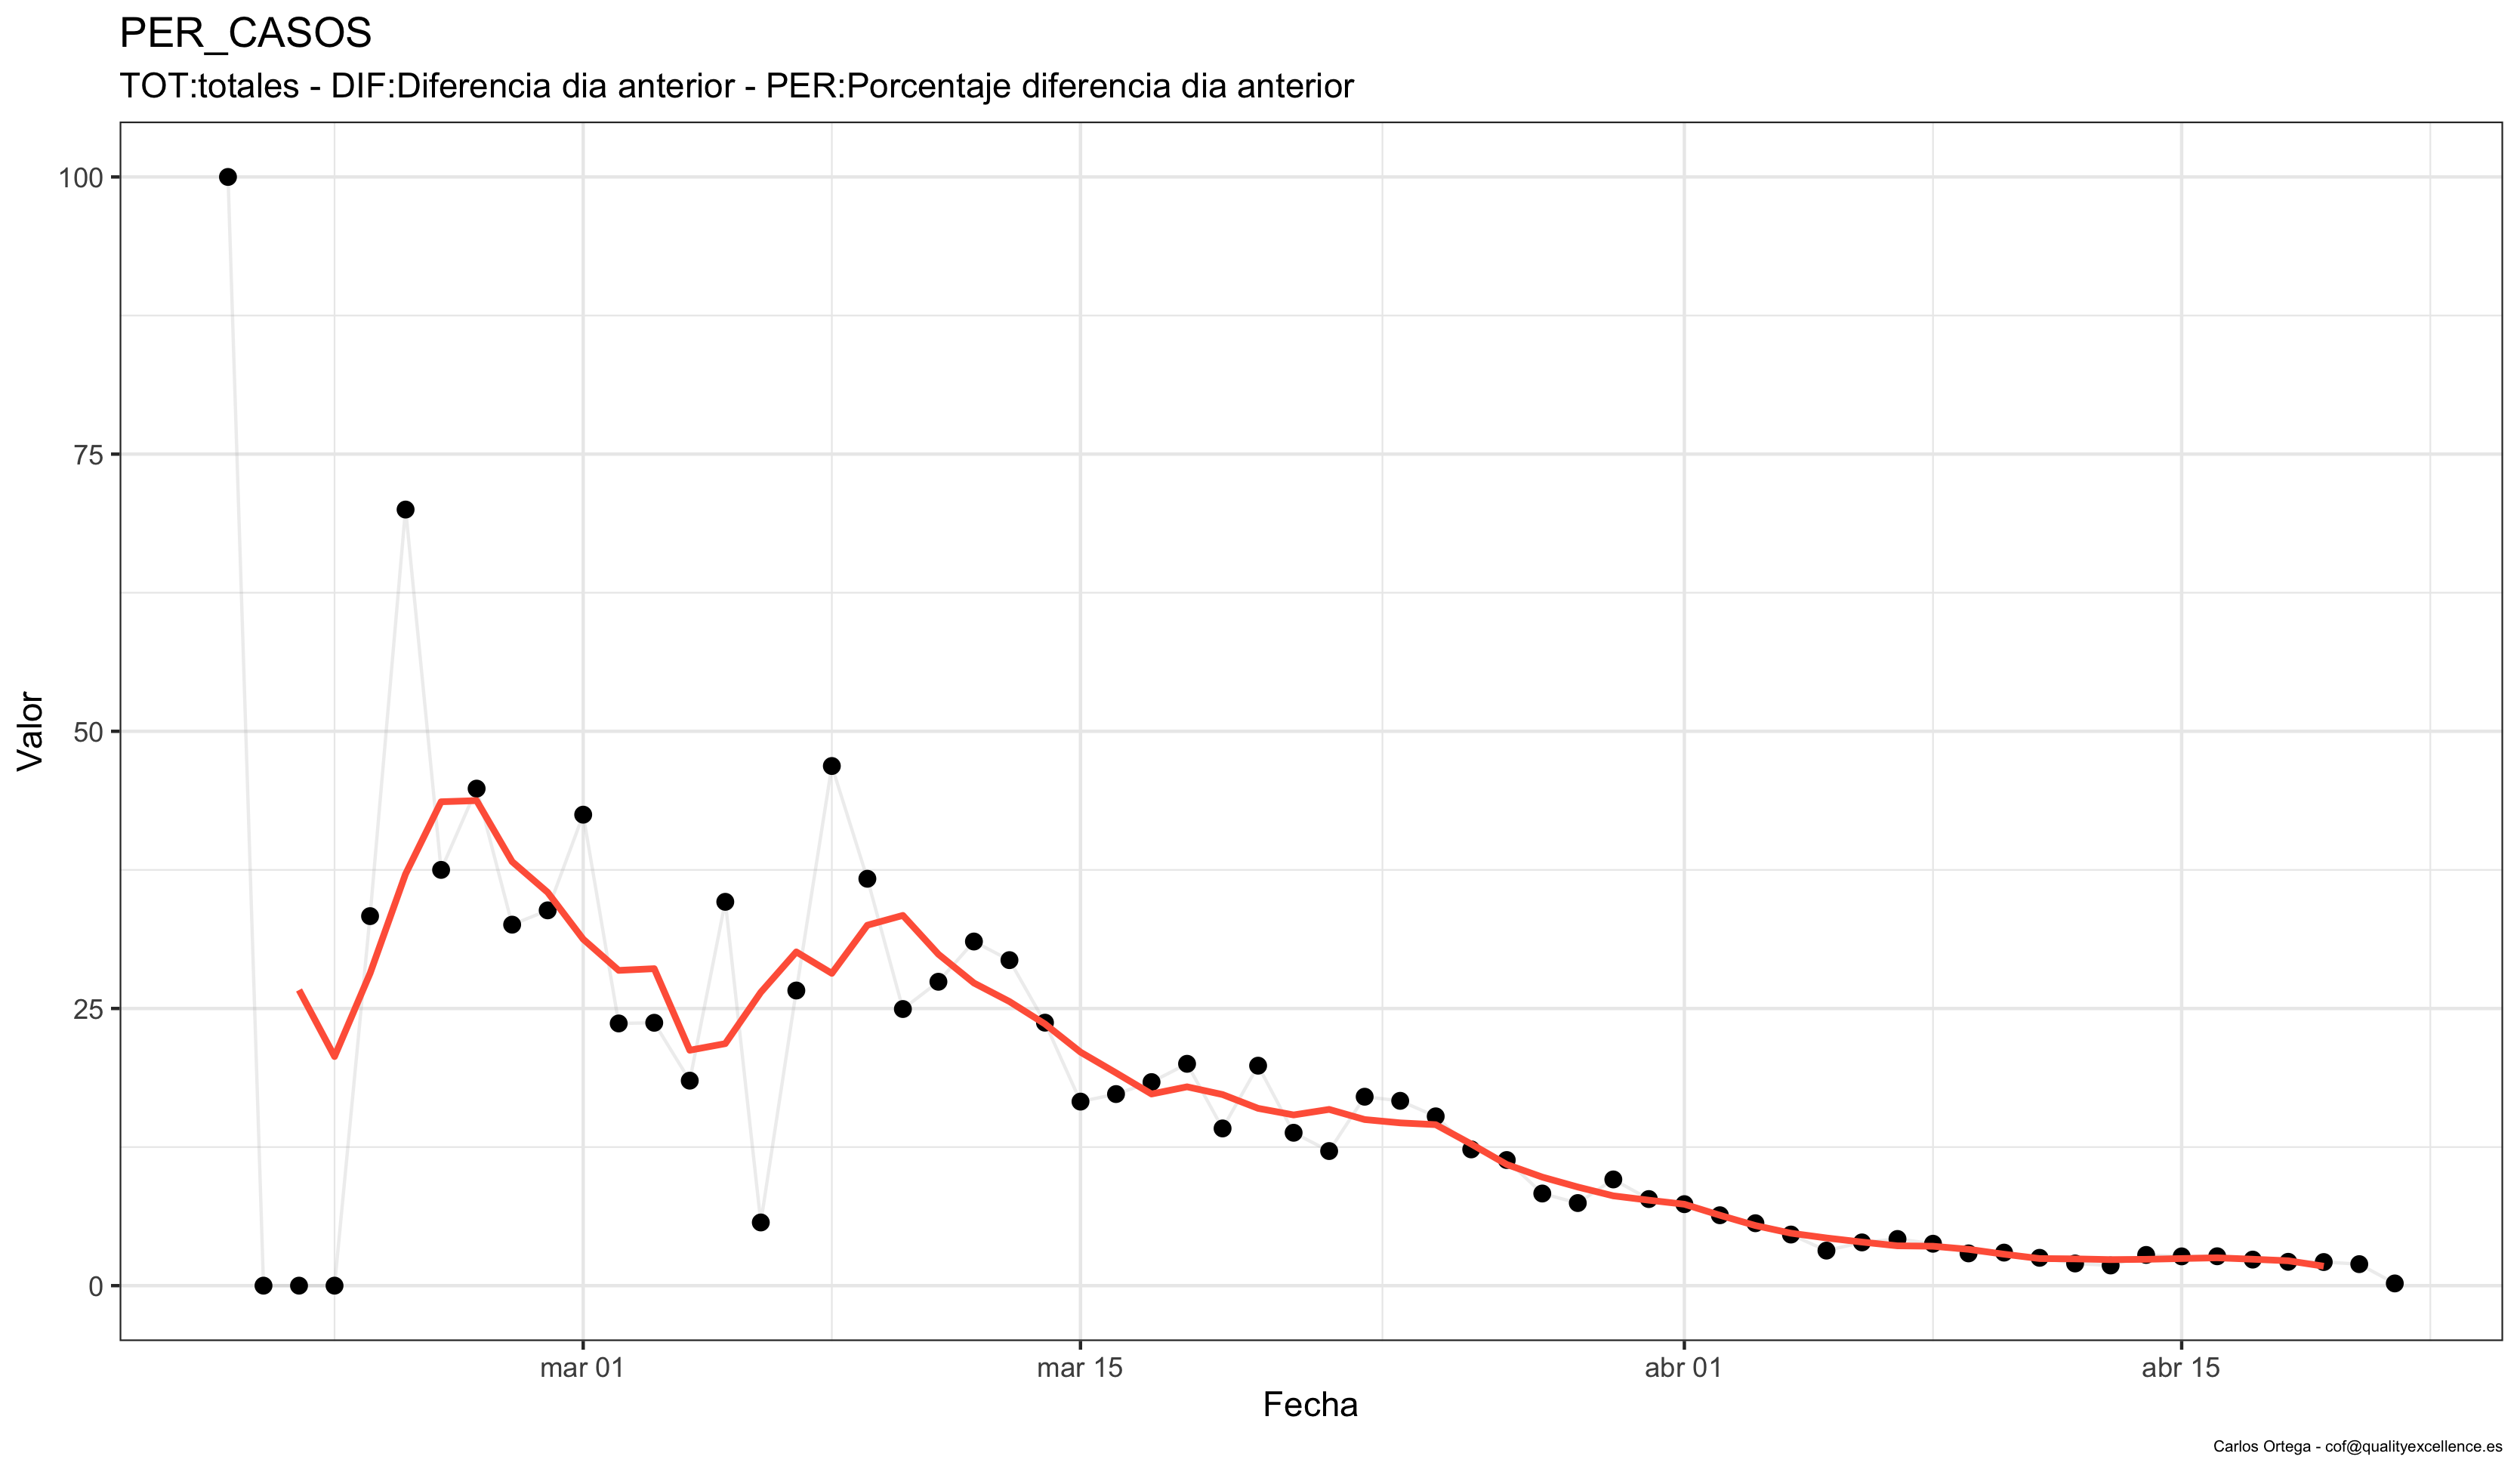 PER_CASOS
TOT:totales - DIF:Diferencia dia anterior - PER:Porcentaje diferencia dia anterior
100
75
50
25
0
Valor
mar 01
mar 15
abr 01
abr 15
Fecha
Carlos Ortega - cof@qualityexcellence.es